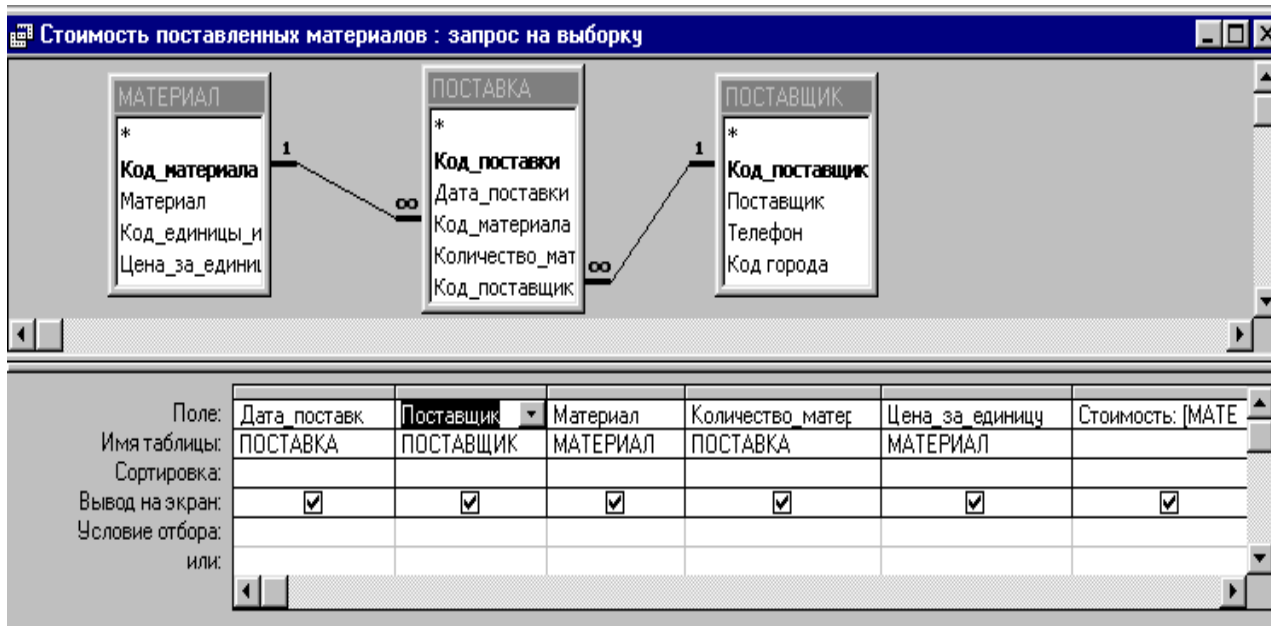 Стоимость поставленных материалов : запрос на выборку
МАТЕРИАЛ
*
Код_материала
Материал
Код_единицы_и
Цена_за_едини
1
∞
ПОСТАВКА
*
Код_поставки
Дата_поставки
Код_материала
Количество_мат
Код_поставщик
∞
1
ПОСТАВЩИК
*
Код_поставщик
Поставщик
Телефон
Код города
Поле: Дата_поставк Поставщик Материал Количество_матер Цена_за_единицу Стоимость: [МАТЕ
Имя таблицы: ПОСТАВКА ПОСТАВЩИК МАТЕРИАЛ ПОСТАВКА МАТЕРИАЛ
Сортировка:
Вывод на экран:
Условие отбора:
или: